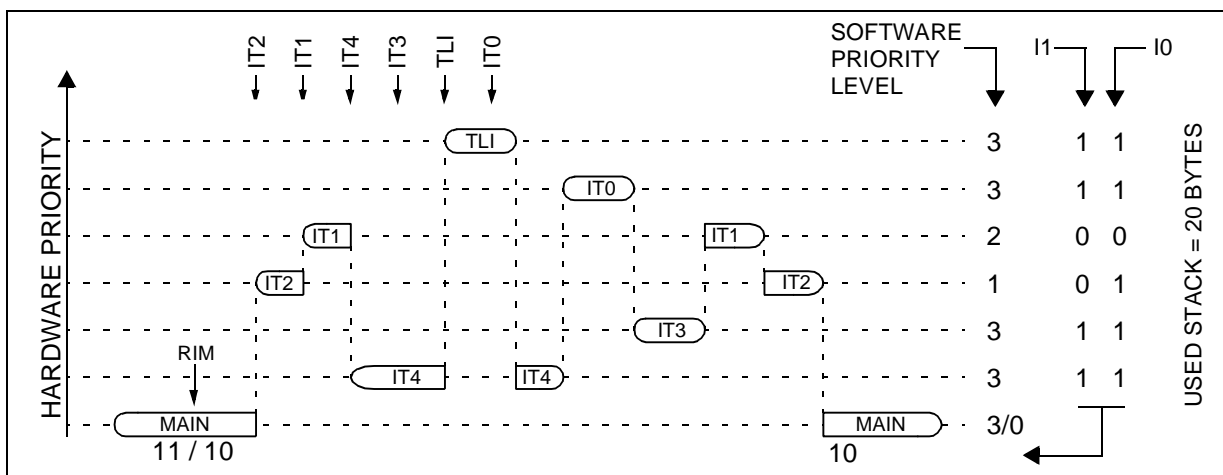 SOFTWARE
PRIORITY
LEVEL
I1
I0
IT2
IT1
IT4
IT3
TLI
IT0
HARDWARE PRIORITY
TLI
3
1 1
IT0
3
1 1
IT1
IT1
2
0 0
IT2
IT2
1
0 1
IT3
3
1 1
RIM
IT4
IT4
3
1 1
MAIN
MAIN
3/0
11 / 10
10
USED STACK = 20 BYTES